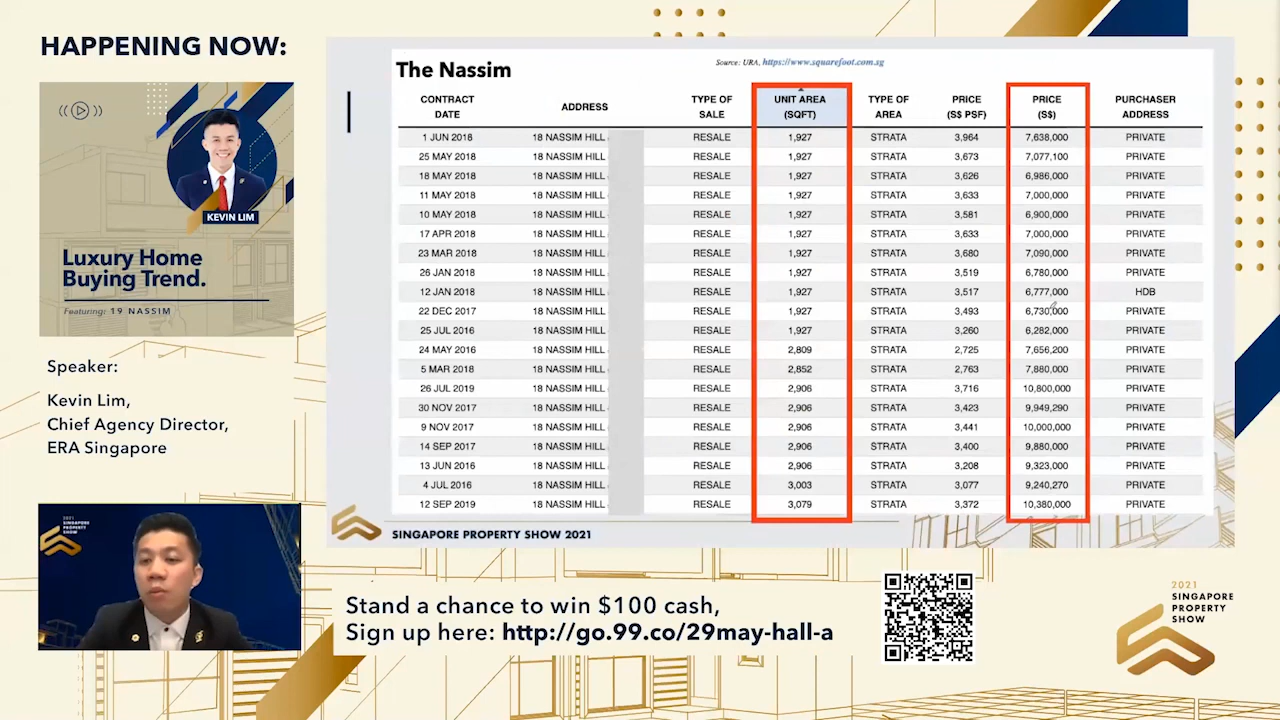 HAPPENING NOW:
KEVIN LIM
Luxury Home
Buying Trend.
Featuring: 19 NASSIM
Speaker:
Kevin Lim,
Chief Agency Director,
ERA Singapore
2021
SINGAPORE
PROPERTY
SHOW
The Nassim
Source: URA, https://www.squarefoot.com.sg
CONTRACT DATE ADDRESS TYPE OF SALE UNIT AREA (SQFT) TYPE OF AREA PRICE (S$ PSF) PRICE (S$) PURCHASER ADDRESS
1 JUN 2018 18 NASSIM HILL RESALE 1,927 STRATA 3,964 7,638,000 PRIVATE
25 MAY 2018 18 NASSIM HILL RESALE 1,927 STRATA 3,673 7,077,100 PRIVATE
18 MAY 2018 18 NASSIM HILL RESALE 1,927 STRATA 3,626 6,986,000 PRIVATE
11 MAY 2018 18 NASSIM HILL RESALE 1,927 STRATA 3,633 7,000,000 PRIVATE
10 MAY 2018 18 NASSIM HILL RESALE 1,927 STRATA 3,581 6,900,000 PRIVATE
17 APR 2018 18 NASSIM HILL RESALE 1,927 STRATA 3,633 7,000,000 PRIVATE
23 MAR 2018 18 NASSIM HILL RESALE 1,927 STRATA 3,680 7,090,000 PRIVATE
26 JAN 2018 18 NASSIM HILL RESALE 1,927 STRATA 3,519 6,780,000 PRIVATE
12 JAN 2018 18 NASSIM HILL RESALE 1,927 STRATA 3,517 6,777,000 HDB
22 DEC 2017 18 NASSIM HILL RESALE 1,927 STRATA 3,493 6,730,000 PRIVATE
25 JUL 2016 18 NASSIM HILL RESALE 1,927 STRATA 3,260 6,282,000 PRIVATE
24 MAY 2016 18 NASSIM HILL RESALE 2,809 STRATA 2,725 7,656,200 PRIVATE
5 MAR 2018 18 NASSIM HILL RESALE 2,852 STRATA 2,763 7,880,000 PRIVATE
26 JUL 2019 18 NASSIM HILL RESALE 2,906 STRATA 3,716 10,800,000 PRIVATE
30 NOV 2017 18 NASSIM HILL RESALE 2,906 STRATA 3,423 9,949,290 PRIVATE
9 NOV 2017 18 NASSIM HILL RESALE 2,906 STRATA 3,441 10,000,000 PRIVATE
14 SEP 2017 18 NASSIM HILL RESALE 2,906 STRATA 3,400 9,880,000 PRIVATE
13 JUN 2016 18 NASSIM HILL RESALE 2,906 STRATA 3,208 9,323,000 PRIVATE
4 JUL 2016 18 NASSIM HILL RESALE 3,003 STRATA 3,077 9,240,270 PRIVATE
12 SEP 2019 18 NASSIM HILL RESALE 3,079 STRATA 3,372 10,380,000 PRIVATE
SINGAPORE PROPERTY SHOW 2021
Stand a chance to win $100 cash,
Sign up here: http://go.99.co/29may-hall-a
2021
SINGAPORE
PROPERTY
SHOW